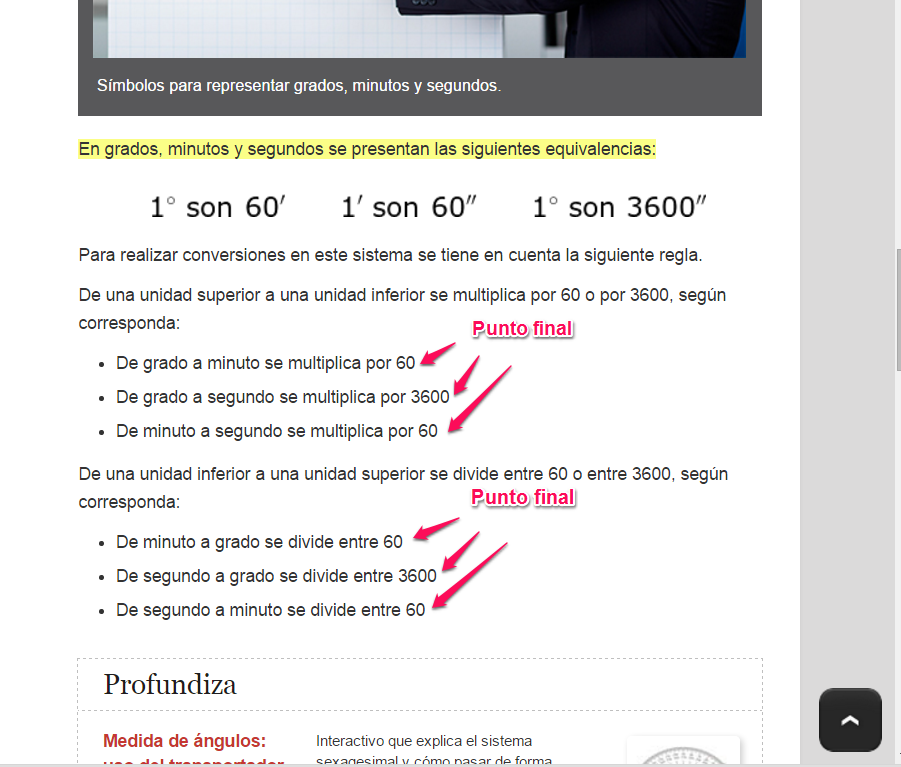 Símbolos para representar grados, minutos y segundos.
En grados, minutos y segundos se presentan las siguientes equivalencias:
1° son 60′ 1′ son 60″ 1° son 3600″
Para realizar conversiones en este sistema se tiene en cuenta la siguiente regla.
De una unidad superior a una unidad inferior se multiplica por 60 o por 3600, según
corresponda:
Punto final
• De grado a minuto se multiplica por 60
• De grado a segundo se multiplica por 3600
• De minuto a segundo se multiplica por 60
De una unidad inferior a una unidad superior se divide entre 60 o entre 3600, según
corresponda:
Punto final
• De minuto a grado se divide entre 60
• De segundo a grado se divide entre 3600
• De segundo a minuto se divide entre 60
Profundiza
Medida de ángulos:
uso del transportador
Interactivo que explica el sistema
sexagesimal y cómo pasar de forma